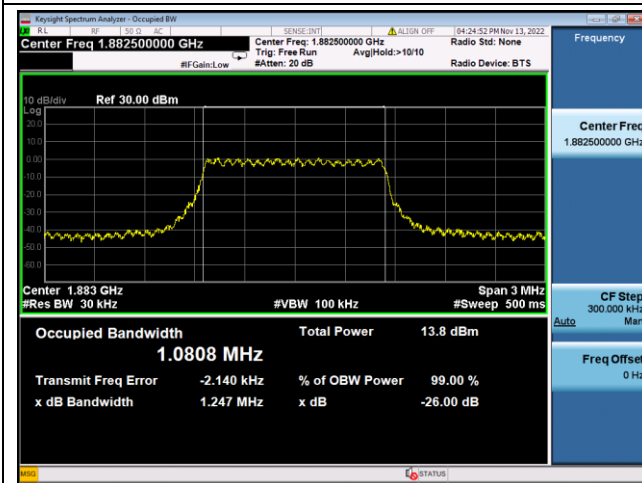 Keysight Spectrum Analyzer - Occupied BW
RL RF 50 Ω AC SENSE:INT ALIGN OFF 04:24:52 PM Nov 13, 2022
Center Freq 1.882500000 GHz
Center Freq: 1.882500000 GHz Radio Std: None
Trig: Free Run Avg|Hold:>10/10
#IFGain:Low #Atten: 20 dB Radio Device: BTS
Frequency
10 dB/div Ref 30.00 dBm
Log
20.0
10.0
0.00
-10.0
-20.0
-30.0
-40.0
-50.0
-60.0
Center Freq
1.882500000 GHz
Center 1.883 GHz Span 3 MHz
#Res BW 30 kHz #VBW 100 kHz #Sweep 500 ms
CF Step
300.000 kHz
Auto Man
Occupied Bandwidth Total Power 13.8 dBm
1.0808 MHz
Transmit Freq Error -2.140 kHz % of OBW Power 99.00 %
x dB Bandwidth 1.247 MHz x dB -26.00 dB
Freq Offset
0 Hz
MSG STATUS